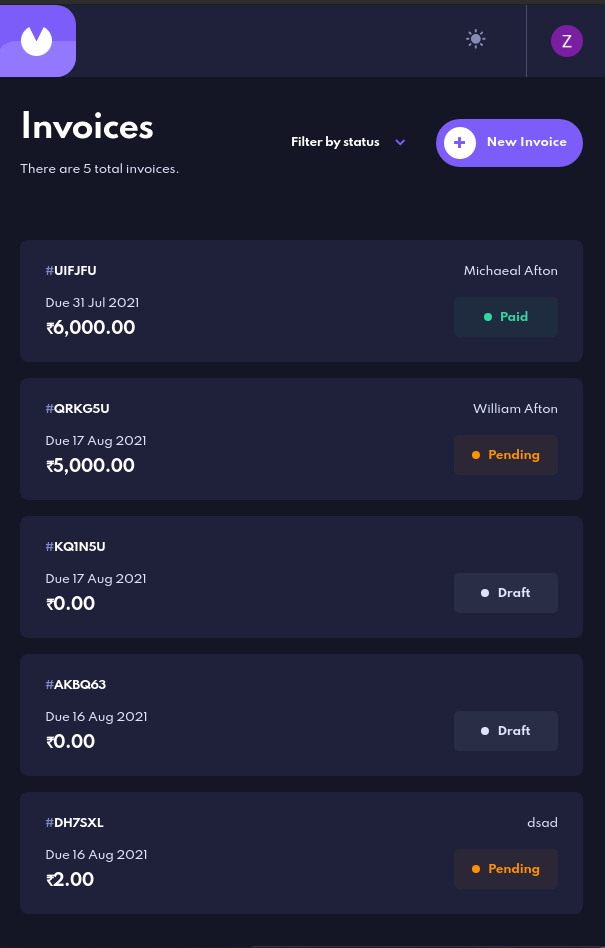 Z
Invoices
There are 5 total invoices.
Filter by status
New Invoice
#UIFJFU
Michaeal Afton
Due 31 Jul 2021
₹6,000.00
Paid
#QRKG5U
William Afton
Due 17 Aug 2021
₹5,000.00
Pending
#KQ1N5U
Due 17 Aug 2021
₹0.00
Draft
#AKBQ63
Due 16 Aug 2021
₹0.00
Draft
#DH7SXL
dsad
Due 16 Aug 2021
₹2.00
Pending